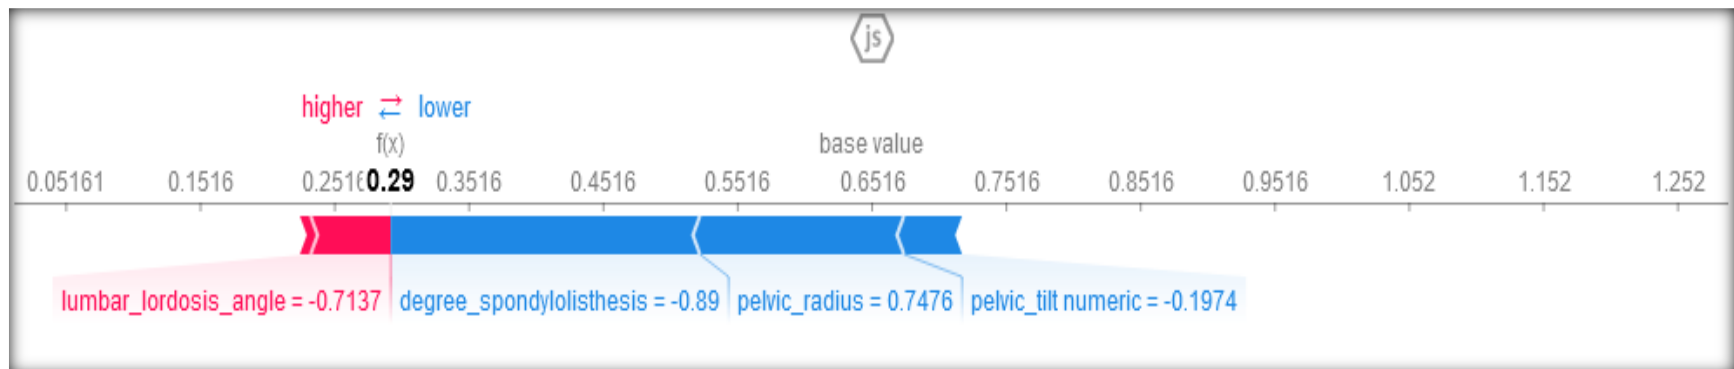 js
higher ⇄ lower
f(x) base value
0.05161 0.1516 0.2516 0.29 0.3516 0.4516 0.5516 0.6516 0.7516 0.8516 0.9516 1.052 1.152 1.252
lumbar_lordosis_angle = -0.7137 degree_spondylolisthesis = -0.89 pelvic_radius = 0.7476 pelvic_tilt numeric = -0.1974